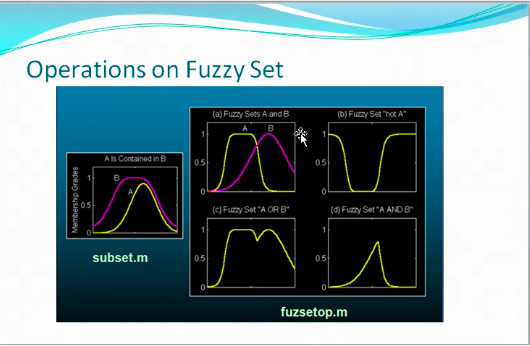 Operations on Fuzzy Set
A Is Contained in B
Membership Grades
1
0.5
0
B
A
subset.m
(a) Fuzzy Sets A and B
1
0.5
0
A
B
(b) Fuzzy Set "not A"
1
0.5
0
(c) Fuzzy Set "A OR B"
1
0.5
0
(d) Fuzzy Set "A AND B"
1
0.5
0
fuzsetop.m